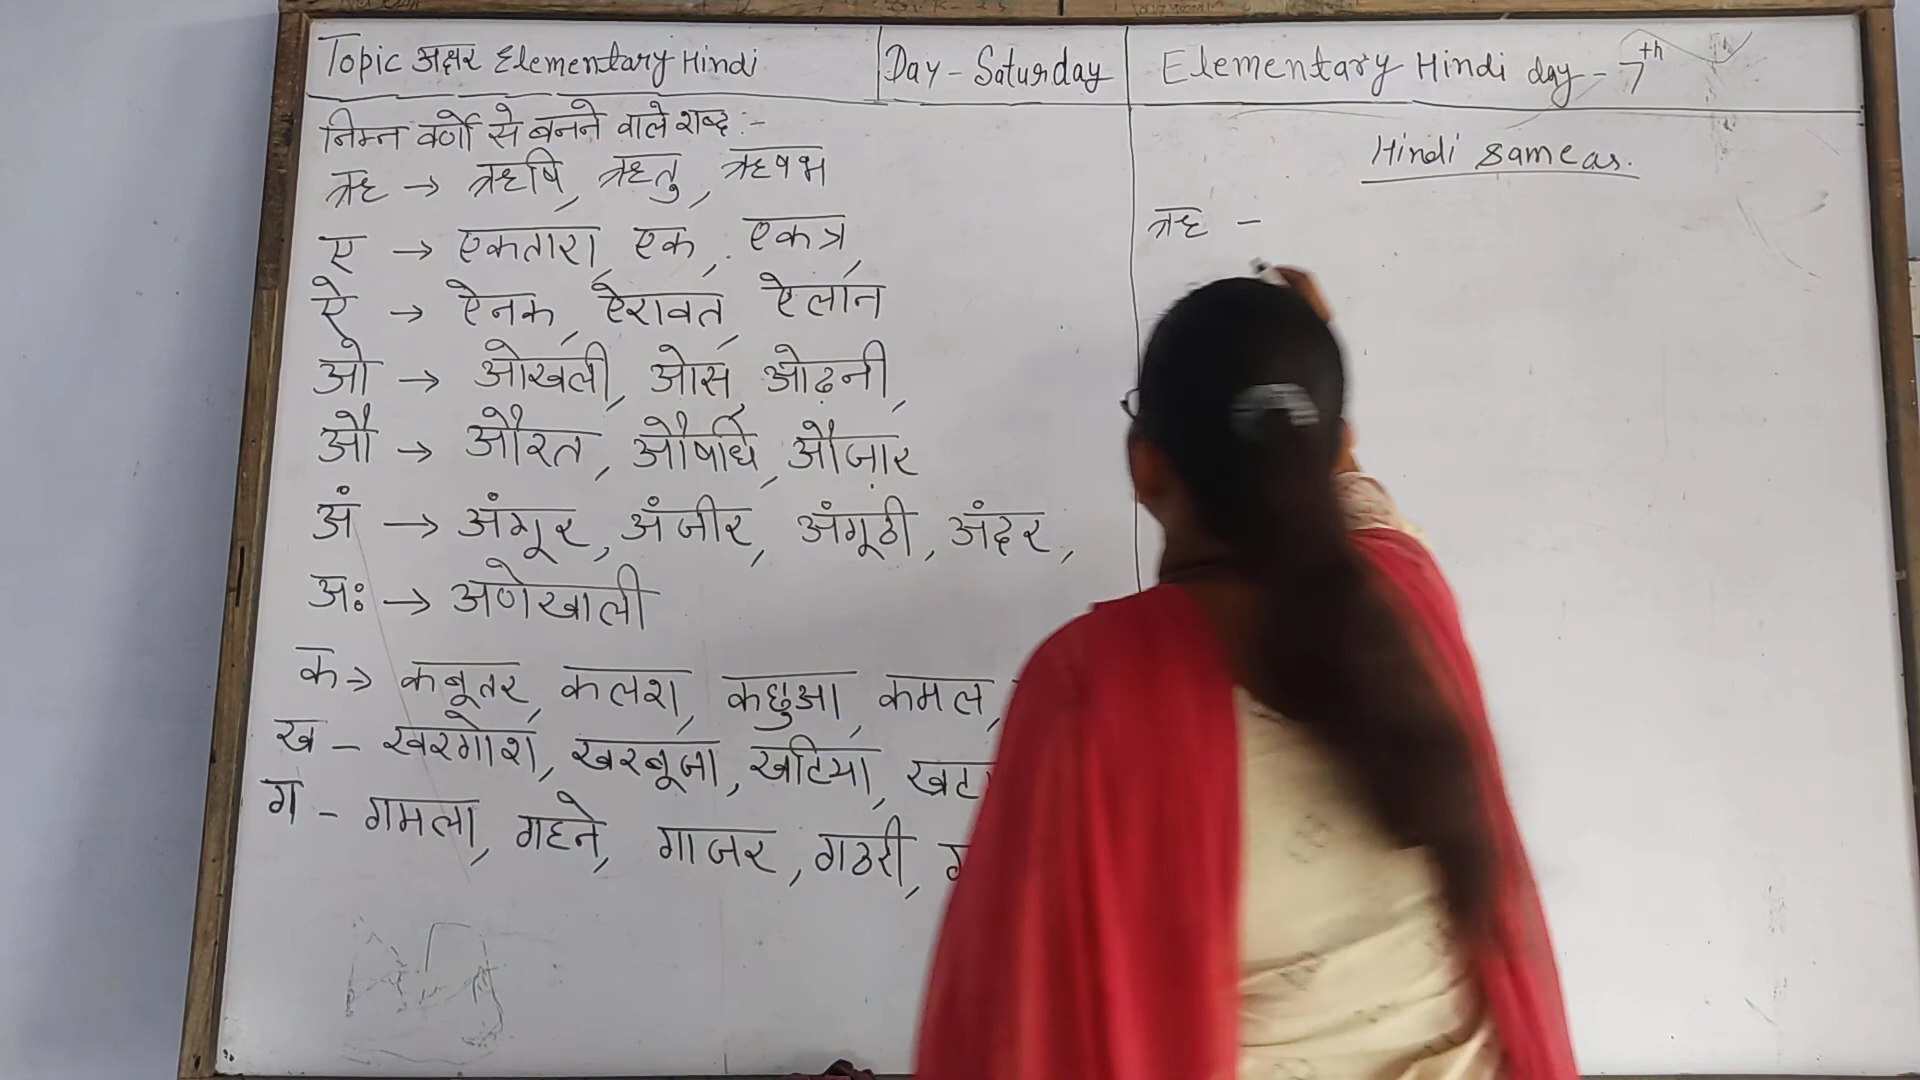 Topic अक्षर Elementary Hindi
Day - Saturday
Elementary Hindi day - 7th
निम्न वर्णो से बनने वाले शब्द :-
ऋ → ऋषि, ऋतु, ऋषभ
ए → एकतारा, एक, एकत्र,
ऐ → ऐनक, ऐरावत, ऐलान
ओ → ओखली, ओस, ओढ़नी,
औ → औरत, औषधि, औज़ार
अं → अंगूर, अंजीर, अंगूठी, अंदर,
अः → अणेखाली
क → कबूतर, कलश, कछुआ, कमल,
ख - खरगोश, खरबूजा, खटिया,
ग - गमला, गहने, गाजर, गठरी,
Hindi same as.
ऋ -